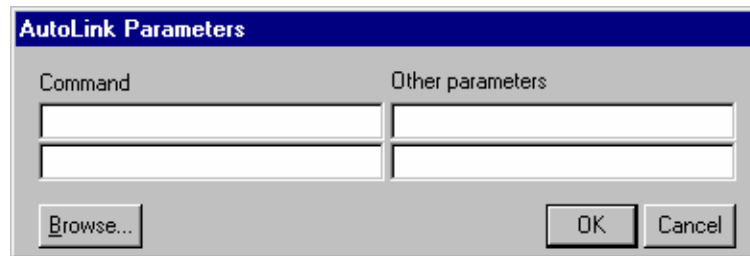 AutoLink Parameters
Command Other parameters
Browse... OK Cancel